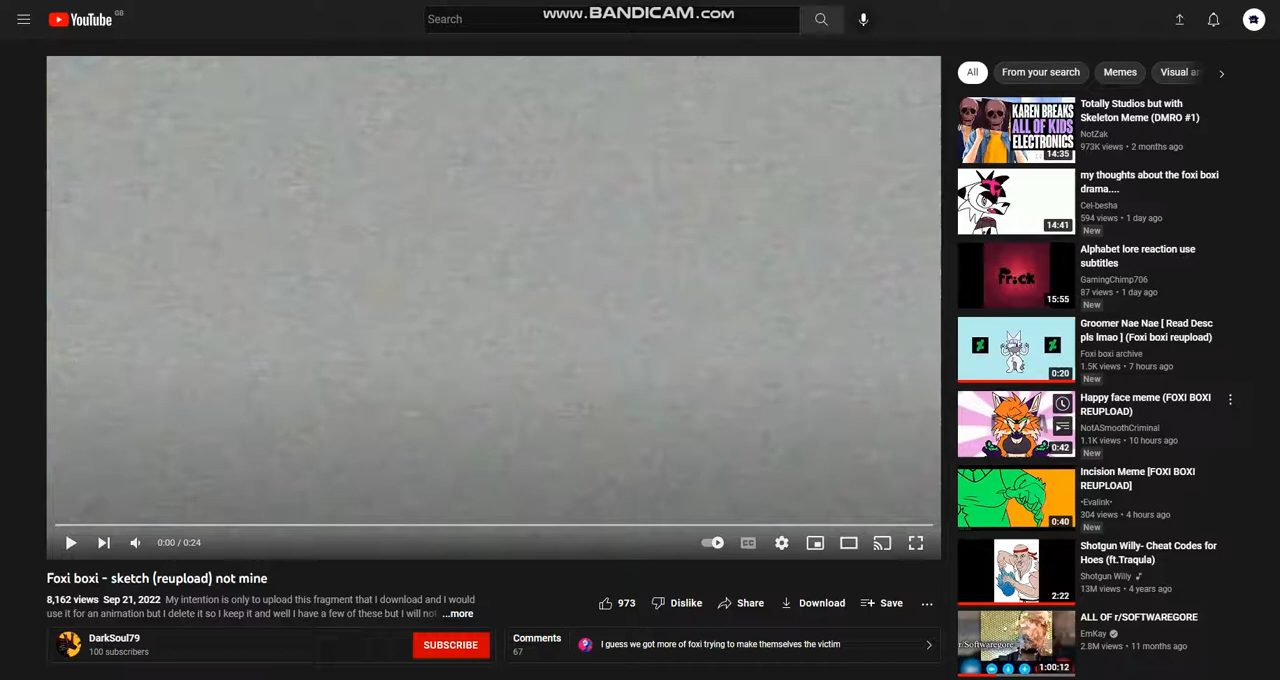 YouTube GB
Search
WWW.BANDICAM.COM
All
From your search
Memes
Visual ar
KAREN BREAKS
ALL OF KIDS
ELECTRONICS
14:35
Totally Studios but with
Skeleton Meme (DMRO #1)
NotZak
973K views • 2 months ago
14:41
my thoughts about the foxi boxi
drama....
Cel-besha
594 views • 1 day ago
New
Fr:ck
15:55
Alphabet lore reaction use
subtitles
GamingChimp706
87 views • 1 day ago
New
0:20
Groomer Nae Nae [ Read Desc
pls lmao ] (Foxi boxi reupload)
Foxi boxi archive
1.5K views • 7 hours ago
New
0:42
Happy face meme (FOXI BOXI
REUPLOAD)
NotASmoothCriminal
1.1K views • 10 hours ago
New
0:40
Incision Meme [FOXI BOXI
REUPLOAD]
•Evalink•
304 views • 4 hours ago
New
2:22
Shotgun Willy- Cheat Codes for
Hoes (ft.Traqula)
Shotgun Willy
13M views • 4 years ago
r/Softwaregore
1:00:12
ALL OF r/SOFTWAREGORE
EmKay
2.8M views • 11 months ago
0:00 / 0:24
CC
Foxi boxi - sketch (reupload) not mine
8,162 views Sep 21, 2022 My intention is only to upload this fragment that I download and I would
use it for an animation but I delete it so I keep it and well I have a few of these but I will not ...more
973
Dislike
Share
Download
Save
DarkSoul79
100 subscribers
SUBSCRIBE
Comments
67
I guess we got more of foxi trying to make themselves the victim